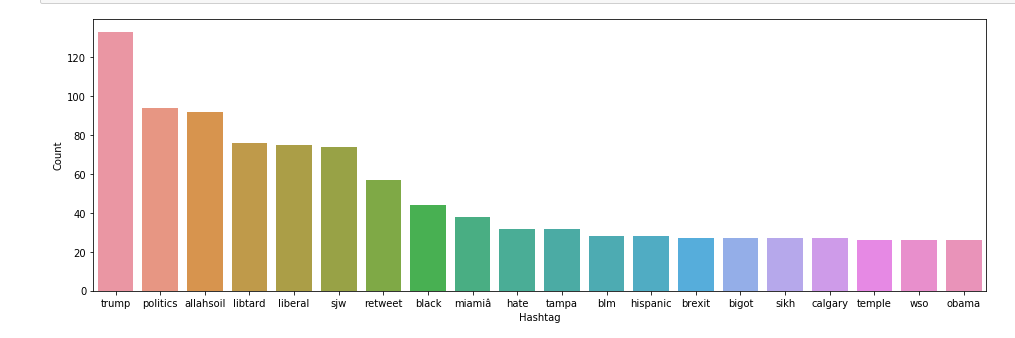 120
100
80
60
40
20
0
Count
trump politics allahsoil libtard liberal sjw retweet black miamiâ hate tampa blm hispanic brexit bigot sikh calgary temple wso obama
Hashtag